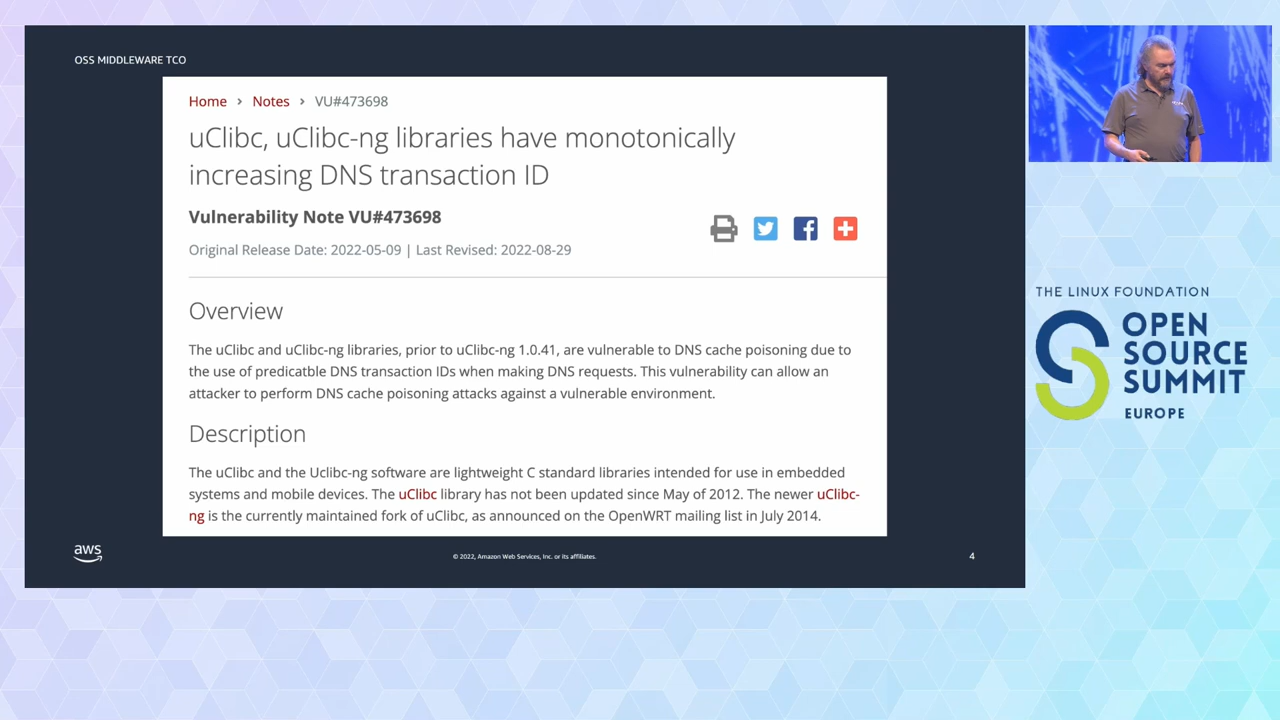 OSS MIDDLEWARE TCO
Home > Notes > VU#473698
uClibc, uClibc-ng libraries have monotonically
increasing DNS transaction ID
Vulnerability Note VU#473698
Original Release Date: 2022-05-09 | Last Revised: 2022-08-29
Overview
The uClibc and uClibc-ng libraries, prior to uClibc-ng 1.0.41, are vulnerable to DNS cache poisoning due to
the use of predicatble DNS transaction IDs when making DNS requests. This vulnerability can allow an
attacker to perform DNS cache poisoning attacks against a vulnerable environment.
Description
The uClibc and the Uclibc-ng software are lightweight C standard libraries intended for use in embedded
systems and mobile devices. The uClibc library has not been updated since May of 2012. The newer uClibc-
ng is the currently maintained fork of uClibc, as announced on the OpenWRT mailing list in July 2014.
aws
© 2022, Amazon Web Services, Inc. or its affiliates.
4
THE LINUX FOUNDATION
OPEN
SOURCE
SUMMIT
EUROPE